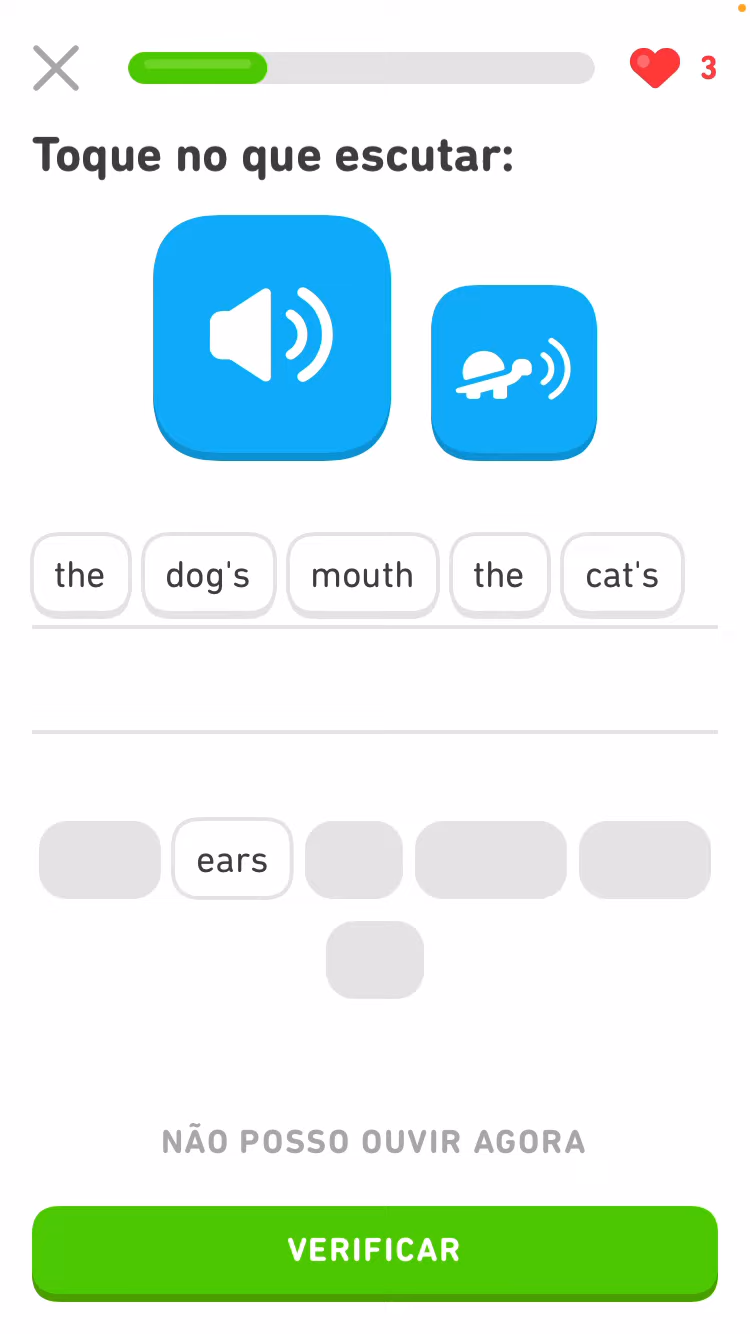 3
Toque no que escutar:
the dog's mouth the cat's
ears
NÃO POSSO OUVIR AGORA
VERIFICAR